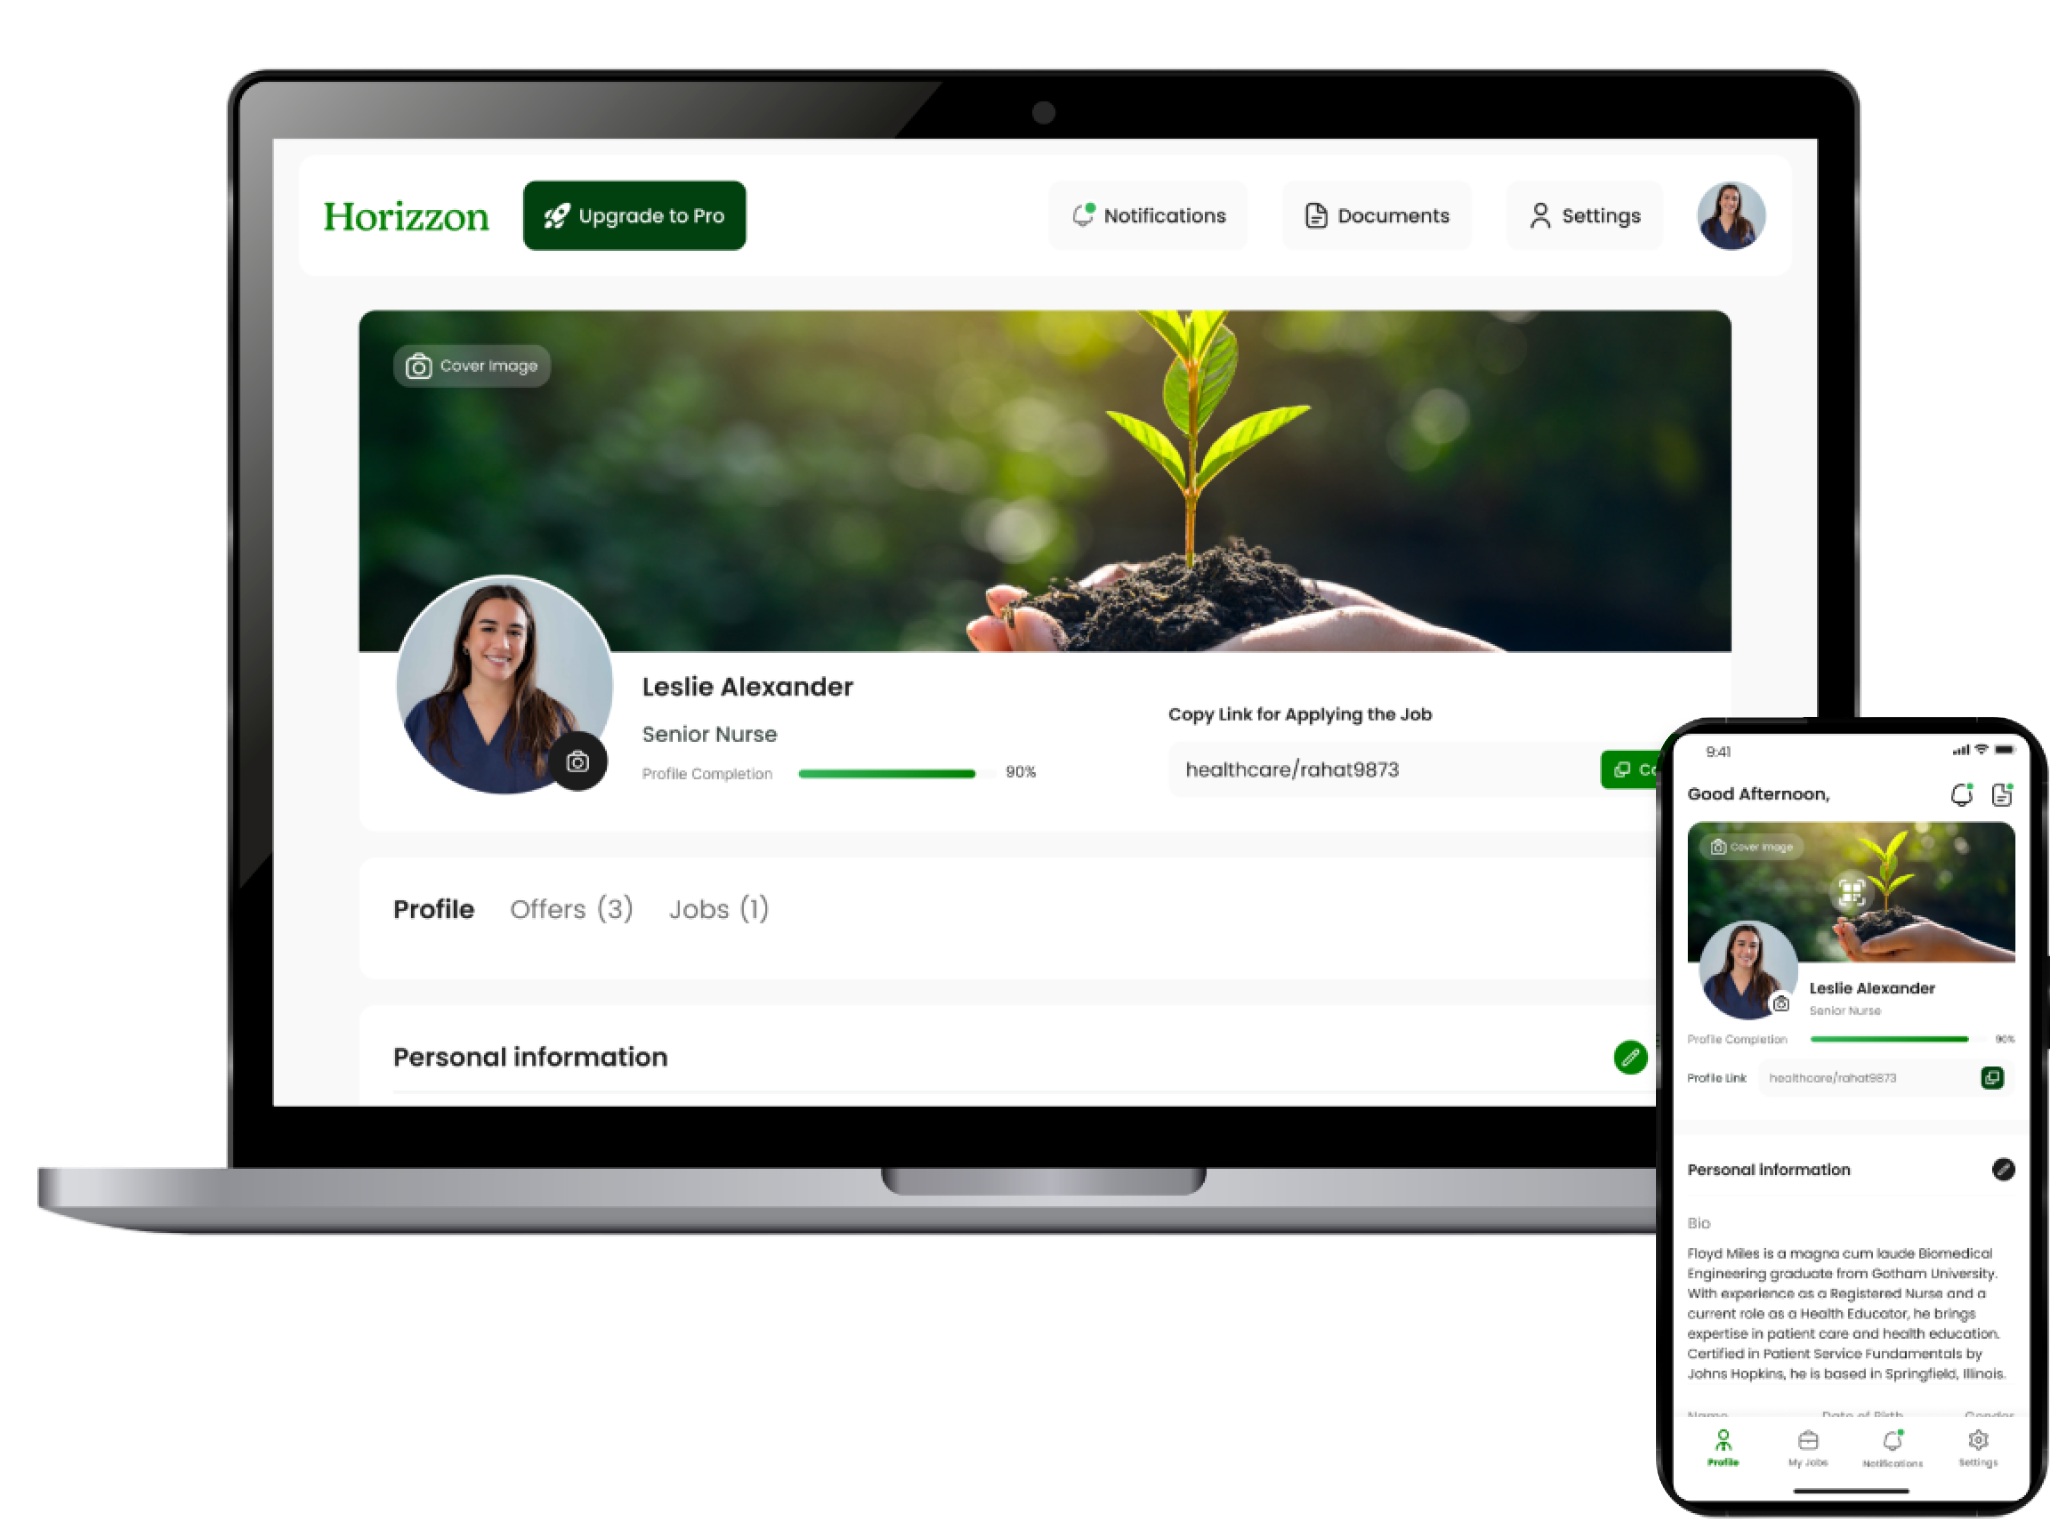 Horizzon
Upgrade to Pro
Notifications
Documents
Settings
Cover Image
Leslie Alexander
Senior Nurse
Profile Completion
90%
Copy Link for Applying the Job
healthcare/rahat9873
Profile
Offers (3)
Jobs (1)
Personal information
9:41
Good Afternoon,
Cover Image
Leslie Alexander
Senior Nurse
Profile Completion
90%
Profile Link
healthcare/rahat9873
Personal information
Bio
Floyd Miles is a magna cum laude Biomedical
Engineering graduate from Gotham University.
With experience as a Registered Nurse and a
current role as a Health Educator, he brings
expertise in patient care and health education.
Certified in Patient Service Fundamentals by
Johns Hopkins, he is based in Springfield, Illinois.
Name
Date of Birth
Gender
Profile
My Jobs
Notifications
Settings